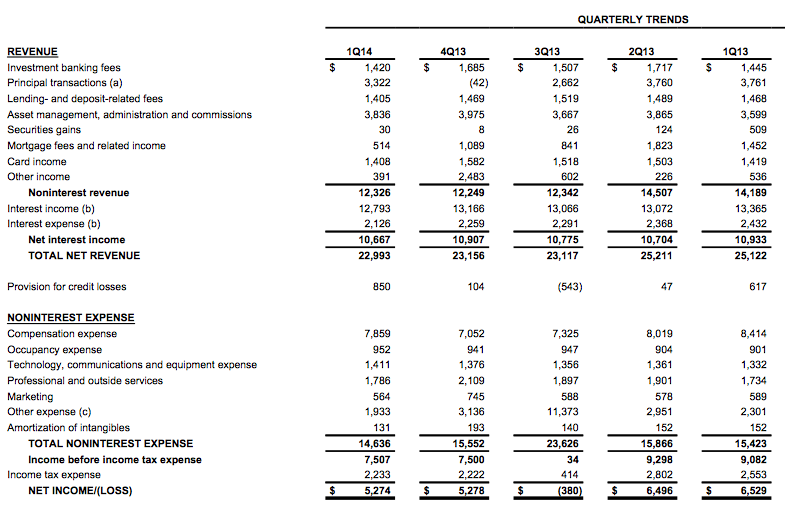 QUARTERLY TRENDS
REVENUE 1Q14 4Q13 3Q13 2Q13 1Q13
Investment banking fees $ 1,420 $ 1,685 $ 1,507 $ 1,717 $ 1,445
Principal transactions (a) 3,322 (42) 2,662 3,760 3,761
Lending- and deposit-related fees 1,405 1,469 1,519 1,489 1,468
Asset management, administration and commissions 3,836 3,975 3,667 3,865 3,599
Securities gains 30 8 26 124 509
Mortgage fees and related income 514 1,089 841 1,823 1,452
Card income 1,408 1,582 1,518 1,503 1,419
Other income 391 2,483 602 226 536
Noninterest revenue 12,326 12,249 12,342 14,507 14,189
Interest income (b) 12,793 13,166 13,066 13,072 13,365
Interest expense (b) 2,126 2,259 2,291 2,368 2,432
Net interest income 10,667 10,907 10,775 10,704 10,933
TOTAL NET REVENUE 22,993 23,156 23,117 25,211 25,122
Provision for credit losses 850 104 (543) 47 617
NONINTEREST EXPENSE
Compensation expense 7,859 7,052 7,325 8,019 8,414
Occupancy expense 952 941 947 904 901
Technology, communications and equipment expense 1,411 1,376 1,356 1,361 1,332
Professional and outside services 1,786 2,109 1,897 1,901 1,734
Marketing 564 745 588 578 589
Other expense (c) 1,933 3,136 11,373 2,951 2,301
Amortization of intangibles 131 193 140 152 152
TOTAL NONINTEREST EXPENSE 14,636 15,552 23,626 15,866 15,423
Income before income tax expense 7,507 7,500 34 9,298 9,082
Income tax expense 2,233 2,222 414 2,802 2,553
NET INCOME/(LOSS) $ 5,274 $ 5,278 $ (380) $ 6,496 $ 6,529